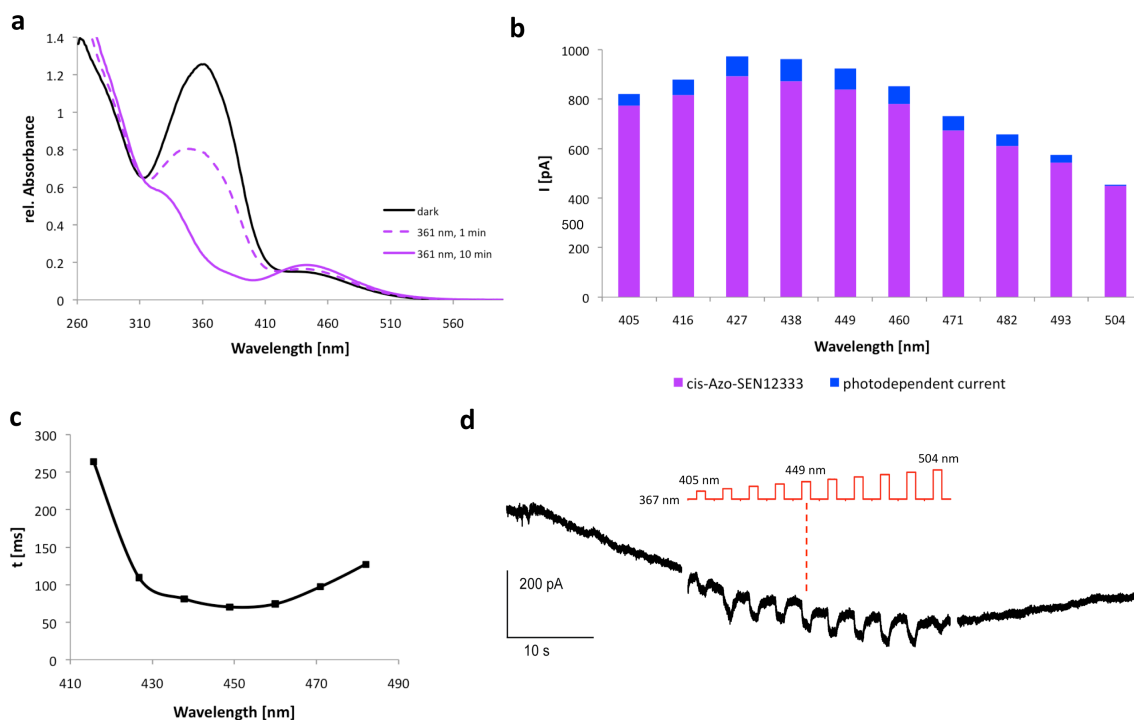 a
rel. Absorbance
1.4
1.2
1
0.8
0.6
0.4
0.2
0
260 310 360 410 460 510 560
Wavelength [nm]
dark
361 nm, 1 min
361 nm, 10 min
b
I [pA]
1000
800
600
400
500
200
0
405 416 427 438 449 460 471 482 493 504
Wavelength [nm]
cis-Azo-SEN12333 photodependent current
c
t [ms]
300
250
200
150
100
50
0
410 430 450 470 490
Wavelength [nm]
d
504 nm
449 nm
405 nm
367 nm
200 pA
10 s